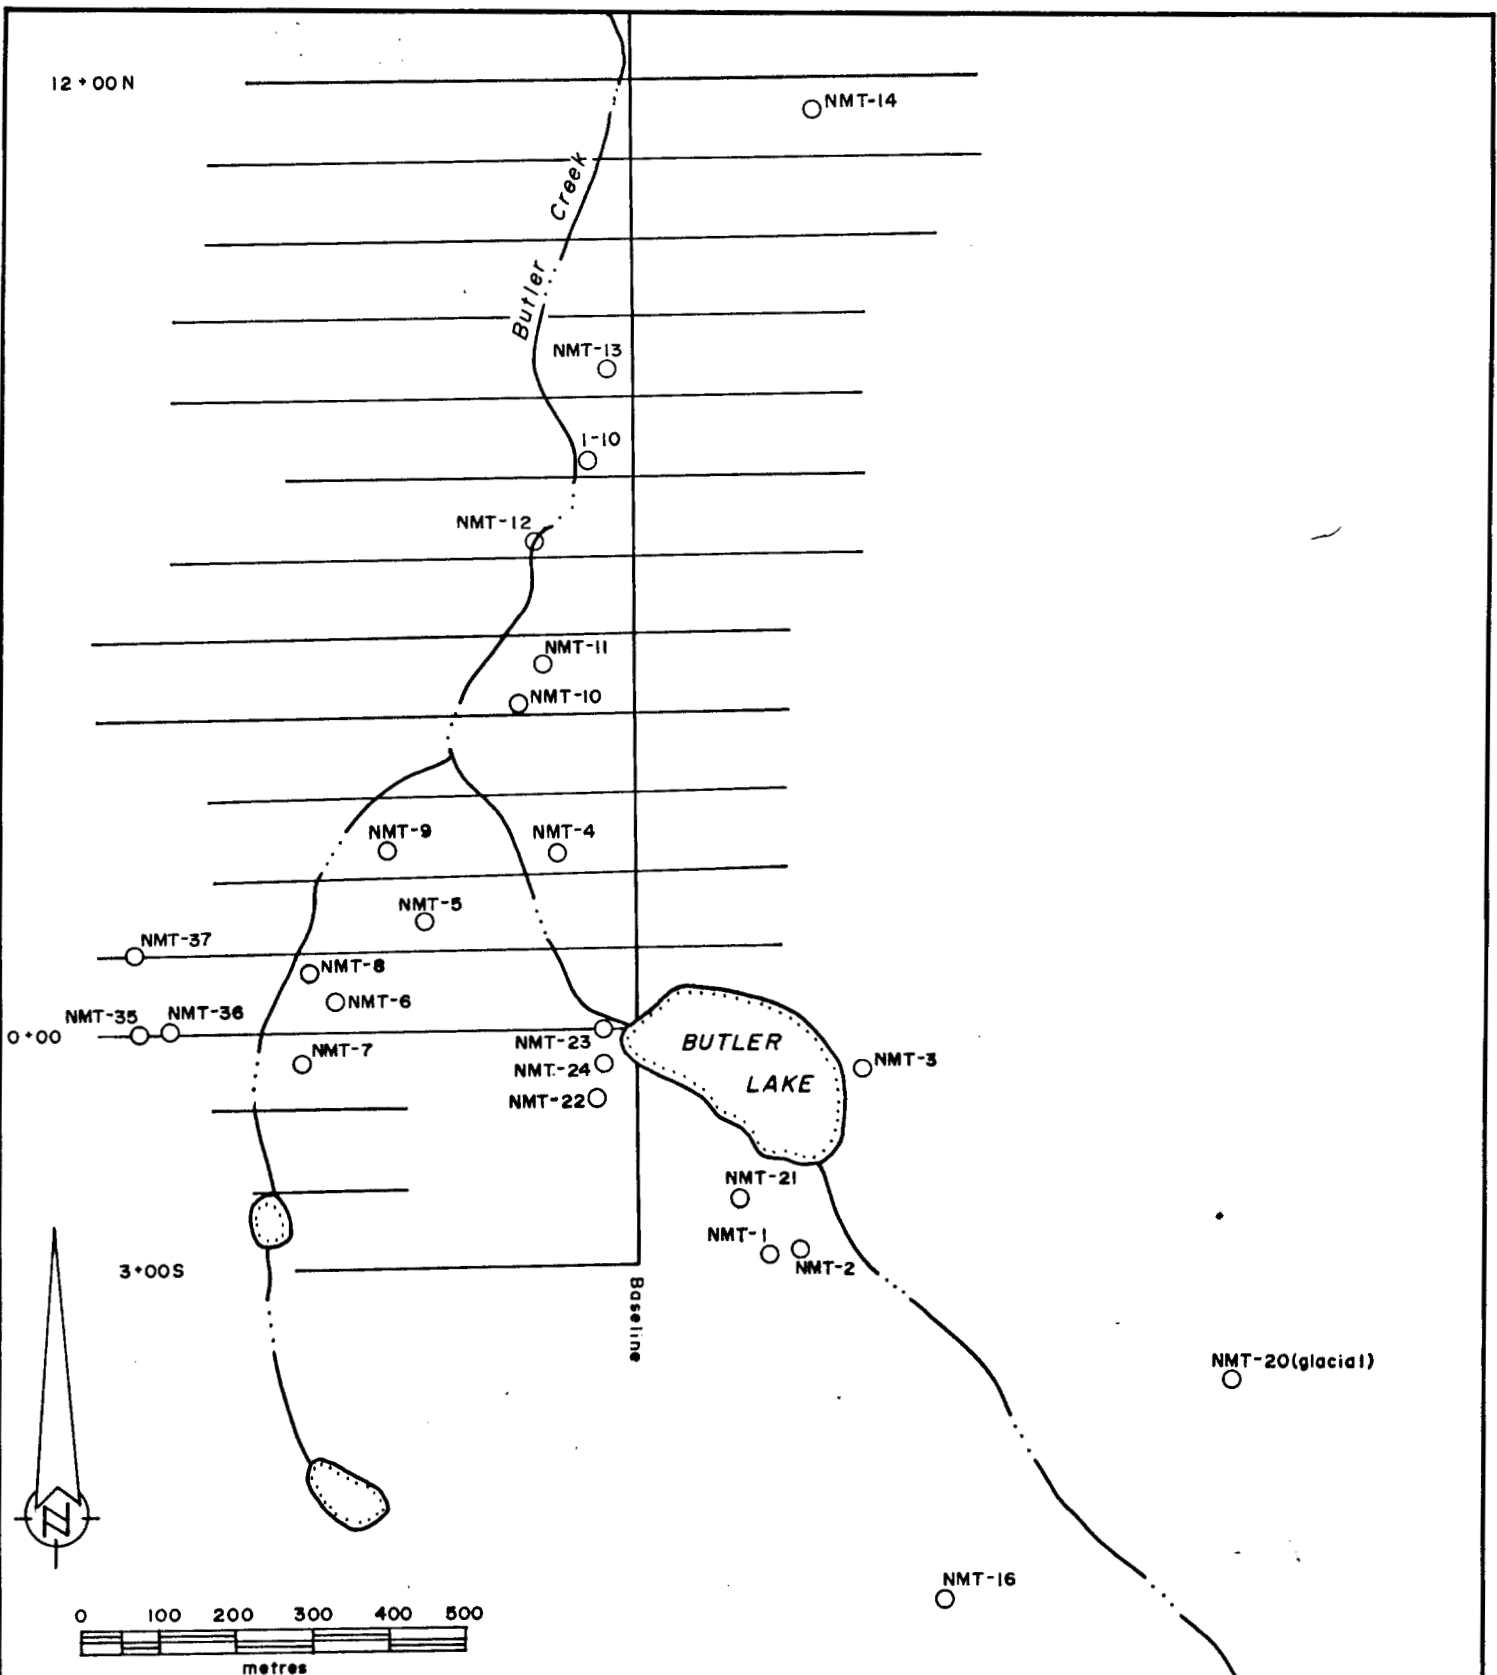 12+00N
NMT-14
Butler Creek
NMT-13
1-10
NMT-12
NMT-11
NMT-10
NMT-9
NMT-4
NMT-5
NMT-37
NMT-8
NMT-6
NMT-35
NMT-36
0+00
NMT-23
NMT-7
NMT-24
NMT-22
BUTLER
LAKE
NMT-3
NMT-21
NMT-1
NMT-2
3+00S
Baseline
NMT-20(glacial)
N
NMT-16
0 100 200 300 400 500
metres